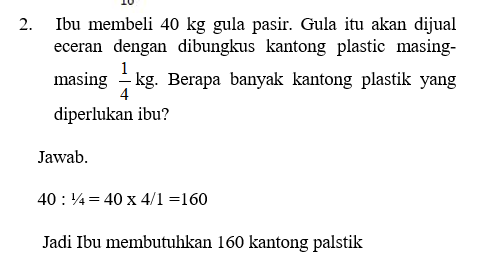 2. Ibu membeli 40 kg gula pasir. Gula itu akan dijual
eceran dengan dibungkus kantong plastic masing-
masing 1/4 kg. Berapa banyak kantong plastik yang
diperlukan ibu?
Jawab.
40 : ¼ = 40 x 4/1 =160
Jadi Ibu membutuhkan 160 kantong palstik